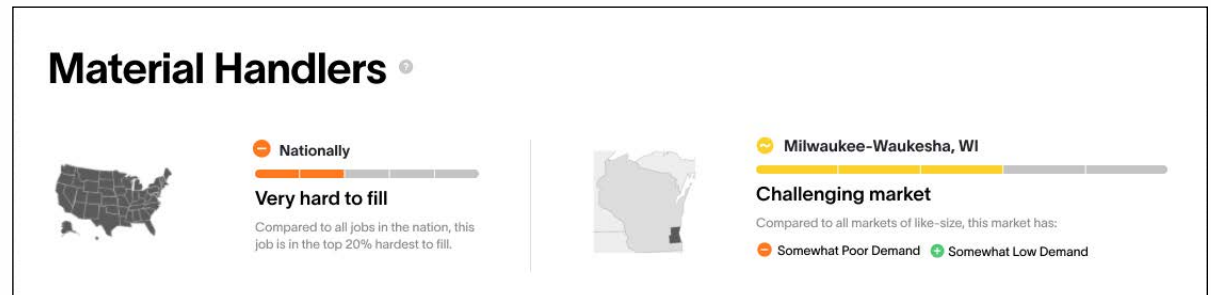 Material Handlers ?
Nationally
Very hard to fill
Compared to all jobs in the nation, this
job is in the top 20% hardest to fill.
Milwaukee-Waukesha, WI
Challenging market
Compared to all markets of like-size, this market has:
Somewhat Poor Demand Somewhat Low Demand